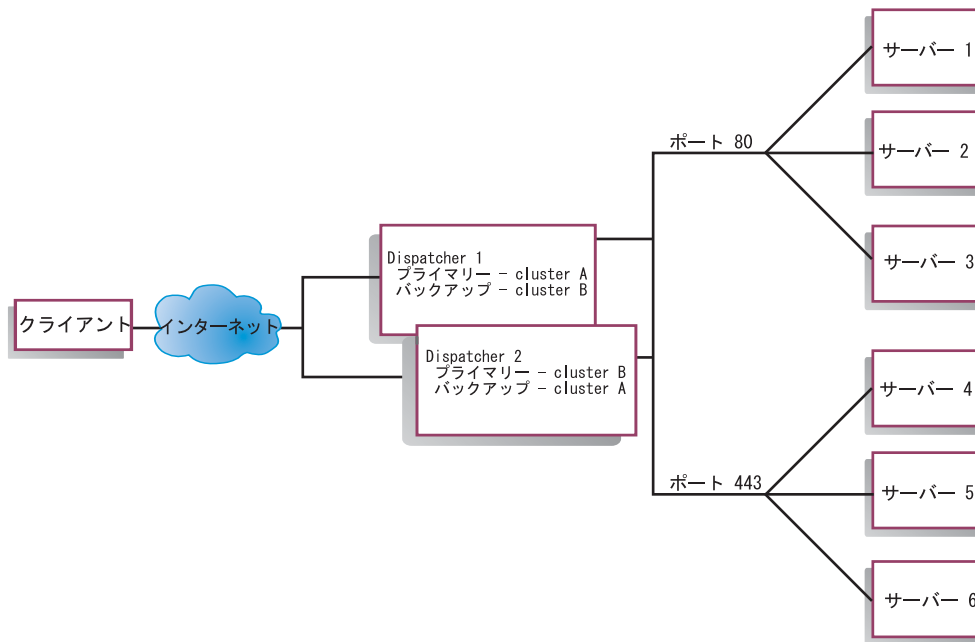 クライアント
インターネット
Dispatcher 1
プライマリー - cluster A
バックアップ - cluster B
Dispatcher 2
プライマリー - cluster B
バックアップ - cluster A
ポート 80
サーバー 1
サーバー 2
サーバー 3
ポート 443
サーバー 4
サーバー 5
サーバー 6